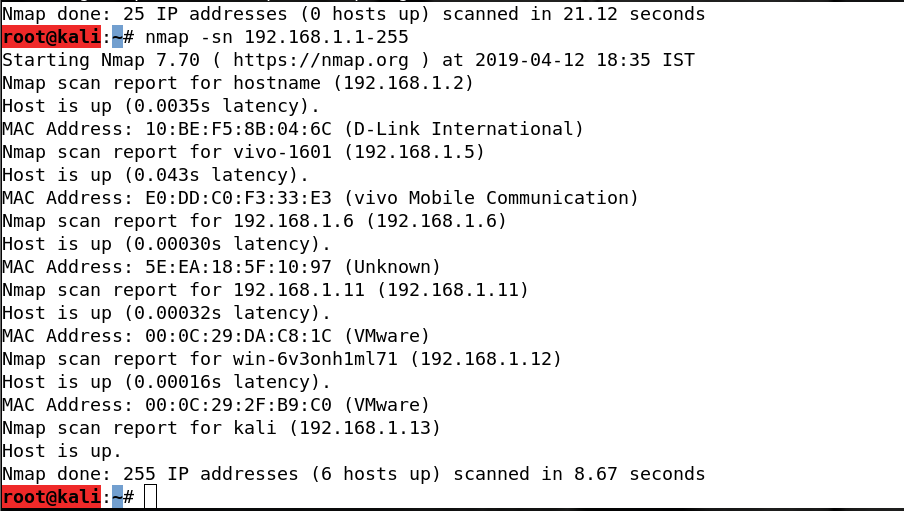 Nmap done: 25 IP addresses (0 hosts up) scanned in 21.12 seconds
root@kali:~# nmap -sn 192.168.1.1-255
Starting Nmap 7.70 ( https://nmap.org ) at 2019-04-12 18:35 IST
Nmap scan report for hostname (192.168.1.2)
Host is up (0.0035s latency).
MAC Address: 10:BE:F5:8B:04:6C (D-Link International)
Nmap scan report for vivo-1601 (192.168.1.5)
Host is up (0.043s latency).
MAC Address: E0:DD:C0:F3:33:E3 (vivo Mobile Communication)
Nmap scan report for 192.168.1.6 (192.168.1.6)
Host is up (0.00030s latency).
MAC Address: 5E:EA:18:5F:10:97 (Unknown)
Nmap scan report for 192.168.1.11 (192.168.1.11)
Host is up (0.00032s latency).
MAC Address: 00:0C:29:DA:C8:1C (VMware)
Nmap scan report for win-6v3onh1ml71 (192.168.1.12)
Host is up (0.00016s latency).
MAC Address: 00:0C:29:2F:B9:C0 (VMware)
Nmap scan report for kali (192.168.1.13)
Host is up.
Nmap done: 255 IP addresses (6 hosts up) scanned in 8.67 seconds
root@kali:~#